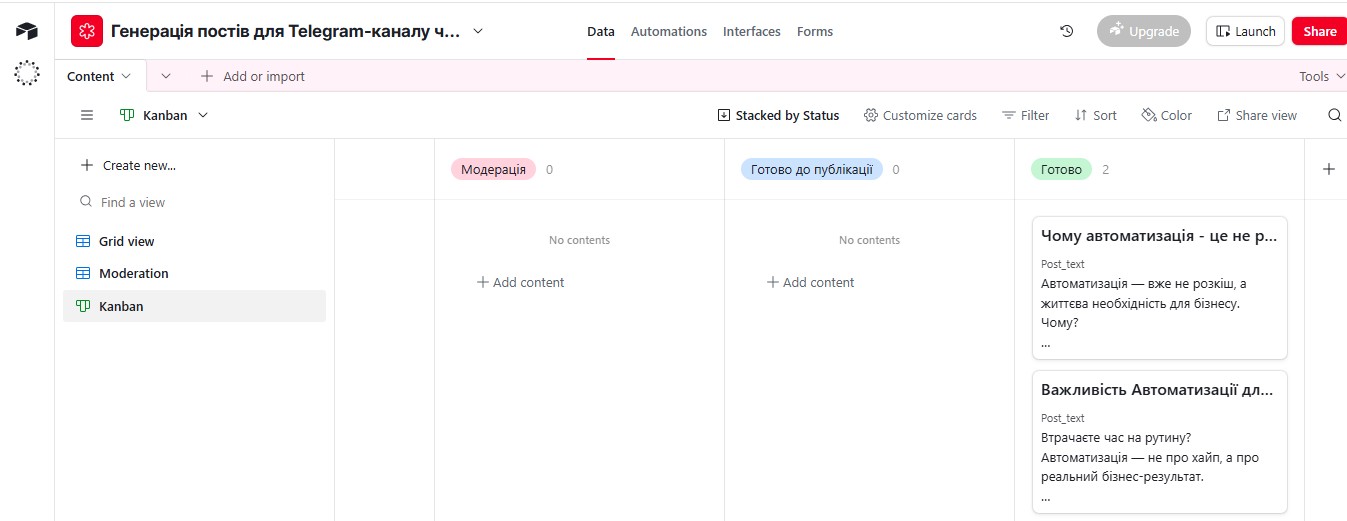 Генерація постів для Telegram-каналу ч...
Data
Automations
Interfaces
Forms
Upgrade
Launch
Share
Content
Add or import
Tools
Kanban
Stacked by Status
Customize cards
Filter
Sort
Color
Share view
Create new...
Find a view
Grid view
Moderation
Kanban
Модерація 0
No contents
+ Add content
Готово до публікації 0
No contents
+ Add content
Готово 2
Чому автоматизація - це не р...
Post_text
Автоматизація — вже не розкіш, а
життєва необхідність для бізнесу.
Чому?
...
Важливість Автоматизації дл...
Post_text
Втрачаєте час на рутину?
Автоматизація — не про хайп, а про
реальний бізнес-результат.
...